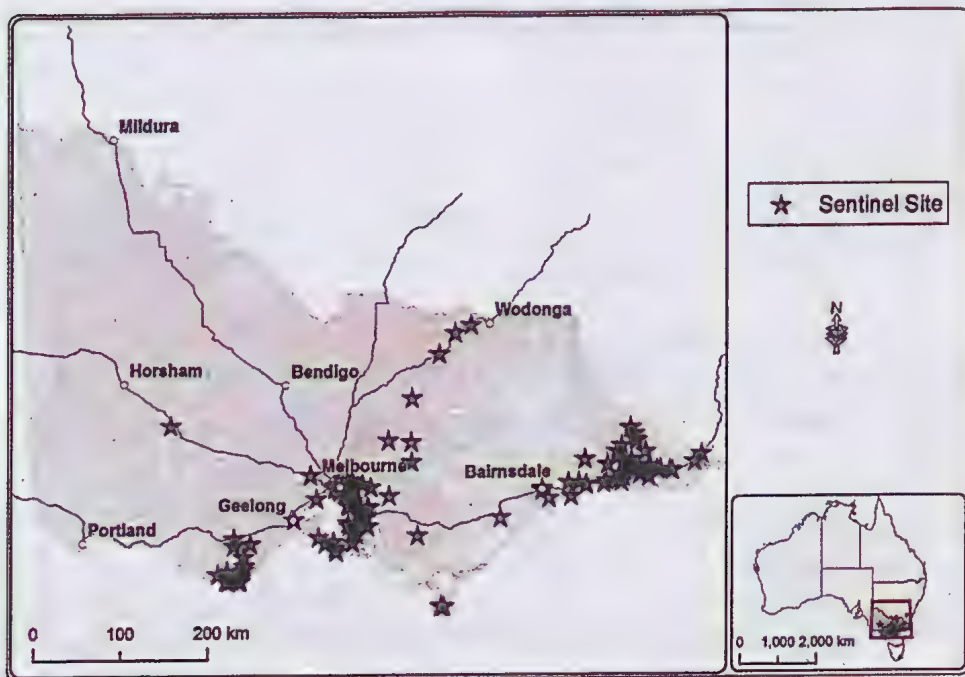 Mildura
Sentinel Site
N
Wodonga
Horsham
Bendigo
Melbourne
Bairnsdale
Geelong
Portland
0 100 200 km
0 1,000 2,000 km